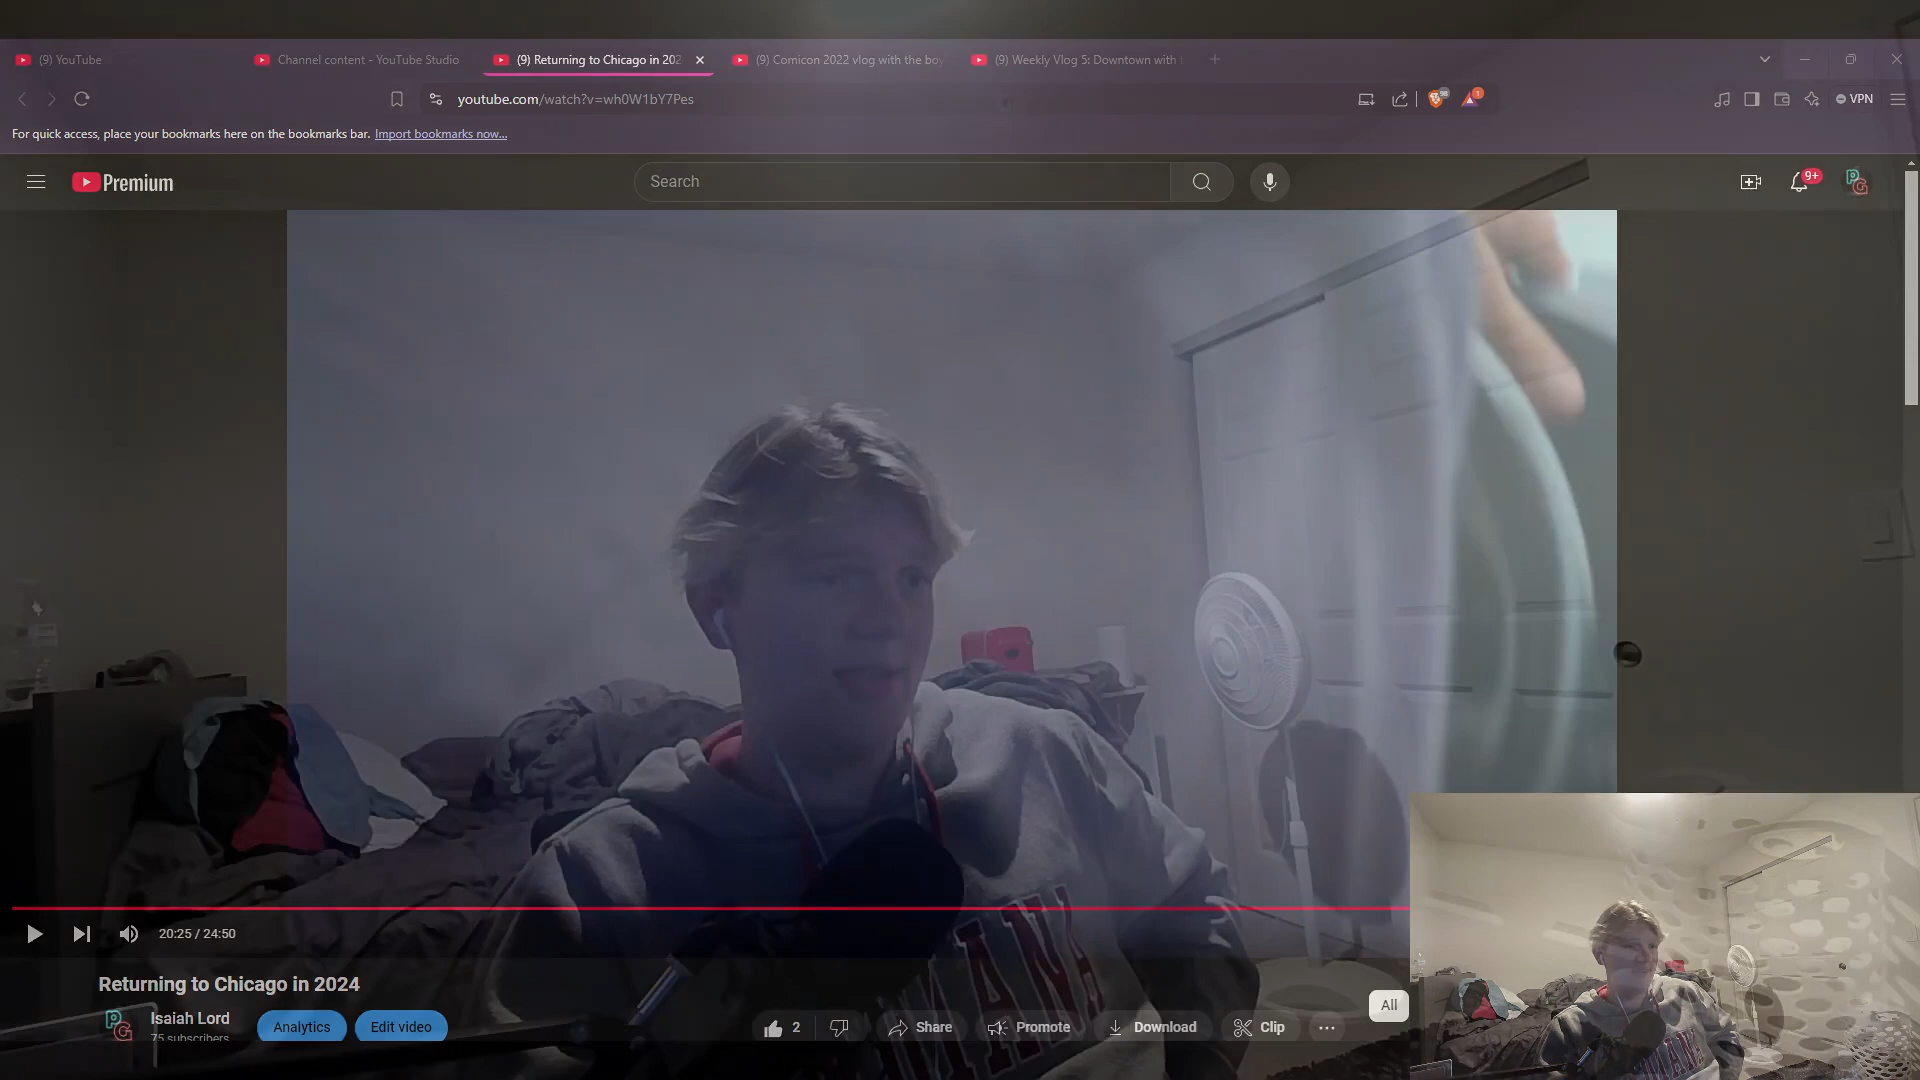 (9) YouTube
Channel content - YouTube Studio
(9) Returning to Chicago in 202
(9) Comicon 2022 vlog with the boy
(9) Weekly Vlog 5: Downtown with
youtube.com/watch?v=wh0W1bY7Pes
98
1
VPN
For quick access, place your bookmarks here on the bookmarks bar. Import bookmarks now...
Premium
Search
9+
20:25 / 24:50
Returning to Chicago in 2024
Isaiah Lord
75 subscribers
Analytics
Edit video
2
Share
Promote
Download
Clip
All